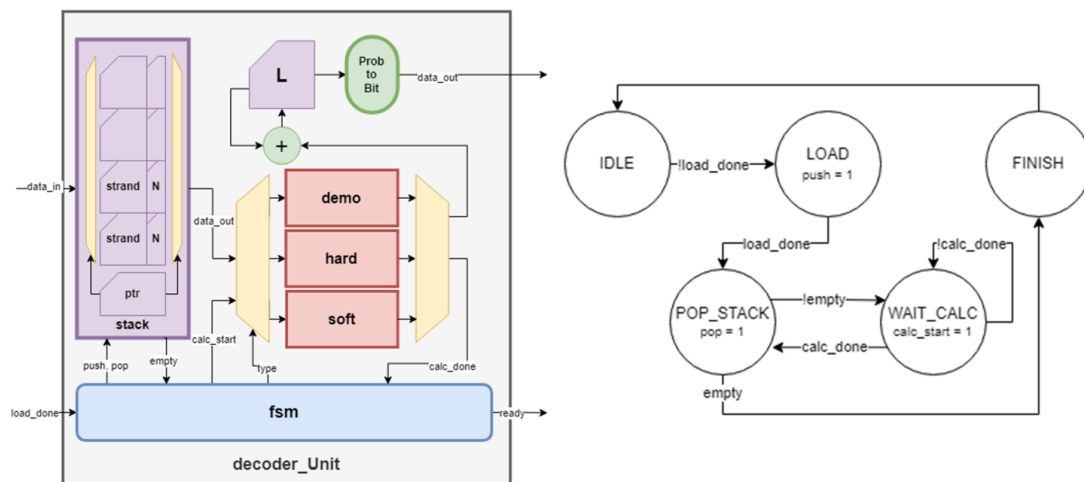 data_in
strand
N
strand
N
ptr
stack
push, pop
empty
load_done
L
+
Prob
to
Bit
data_out
data_out
demo
hard
soft
calc_start
type
calc_done
fsm
ready
decoder_Unit
IDLE
!load_done
LOAD
push = 1
FINISH
load_done
POP_STACK
pop = 1
!empty
!calc_done
WAIT_CALC
calc_start = 1
calc_done
empty